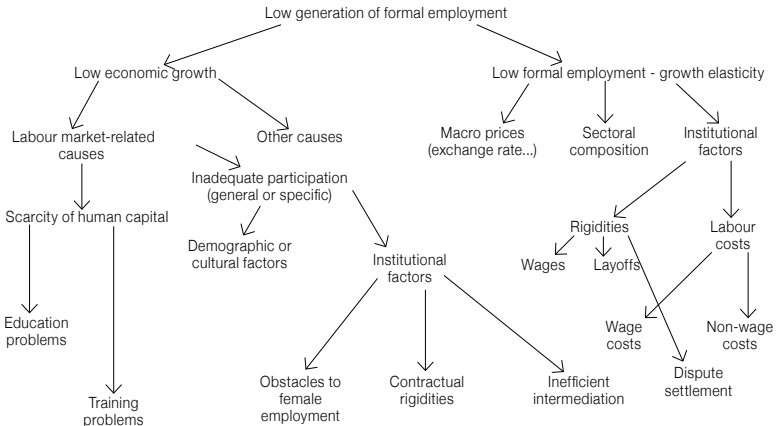 Low generation of formal employment
Low economic growth
Low formal employment - growth elasticity
Labour market-related
causes
Other causes
Macro prices
(exchange rate...)
Sectoral
composition
Institutional
factors
Inadequate participation
(general or specific)
Scarcity of human capital
Rigidities
Labour
costs
Demographic or
cultural factors
Institutional
factors
Wages
Layoffs
Education
problems
Wage
costs
Non-wage
costs
Obstacles to
female
employment
Contractual
rigidities
Inefficient
intermediation
Dispute
settlement
Training
problems